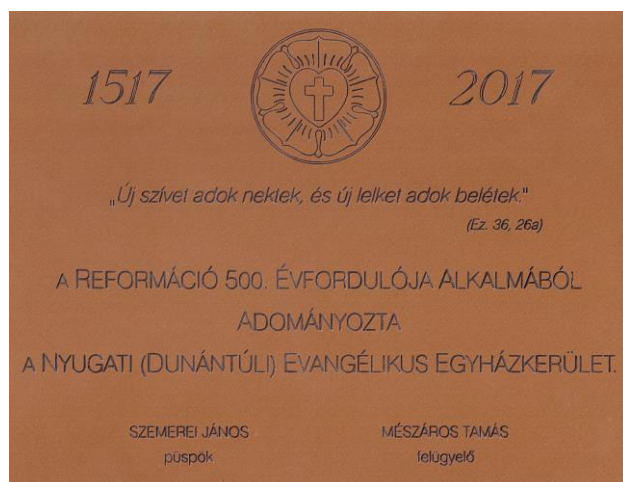 1517 2017
„Új szívet adok nektek, és új lelket adok belétek."
(Ez. 36, 26a)
A REFORMÁCIÓ 500. ÉVFORDULÓJA ALKALMÁBÓL
ADOMÁNYOZTA
A NYUGATI (DUNÁNTÚLI) EVANGÉLIKUS EGYHÁZKERÜLET.
SZEMEREI JÁNOS MÉSZÁROS TAMÁS
püspök felügyelő